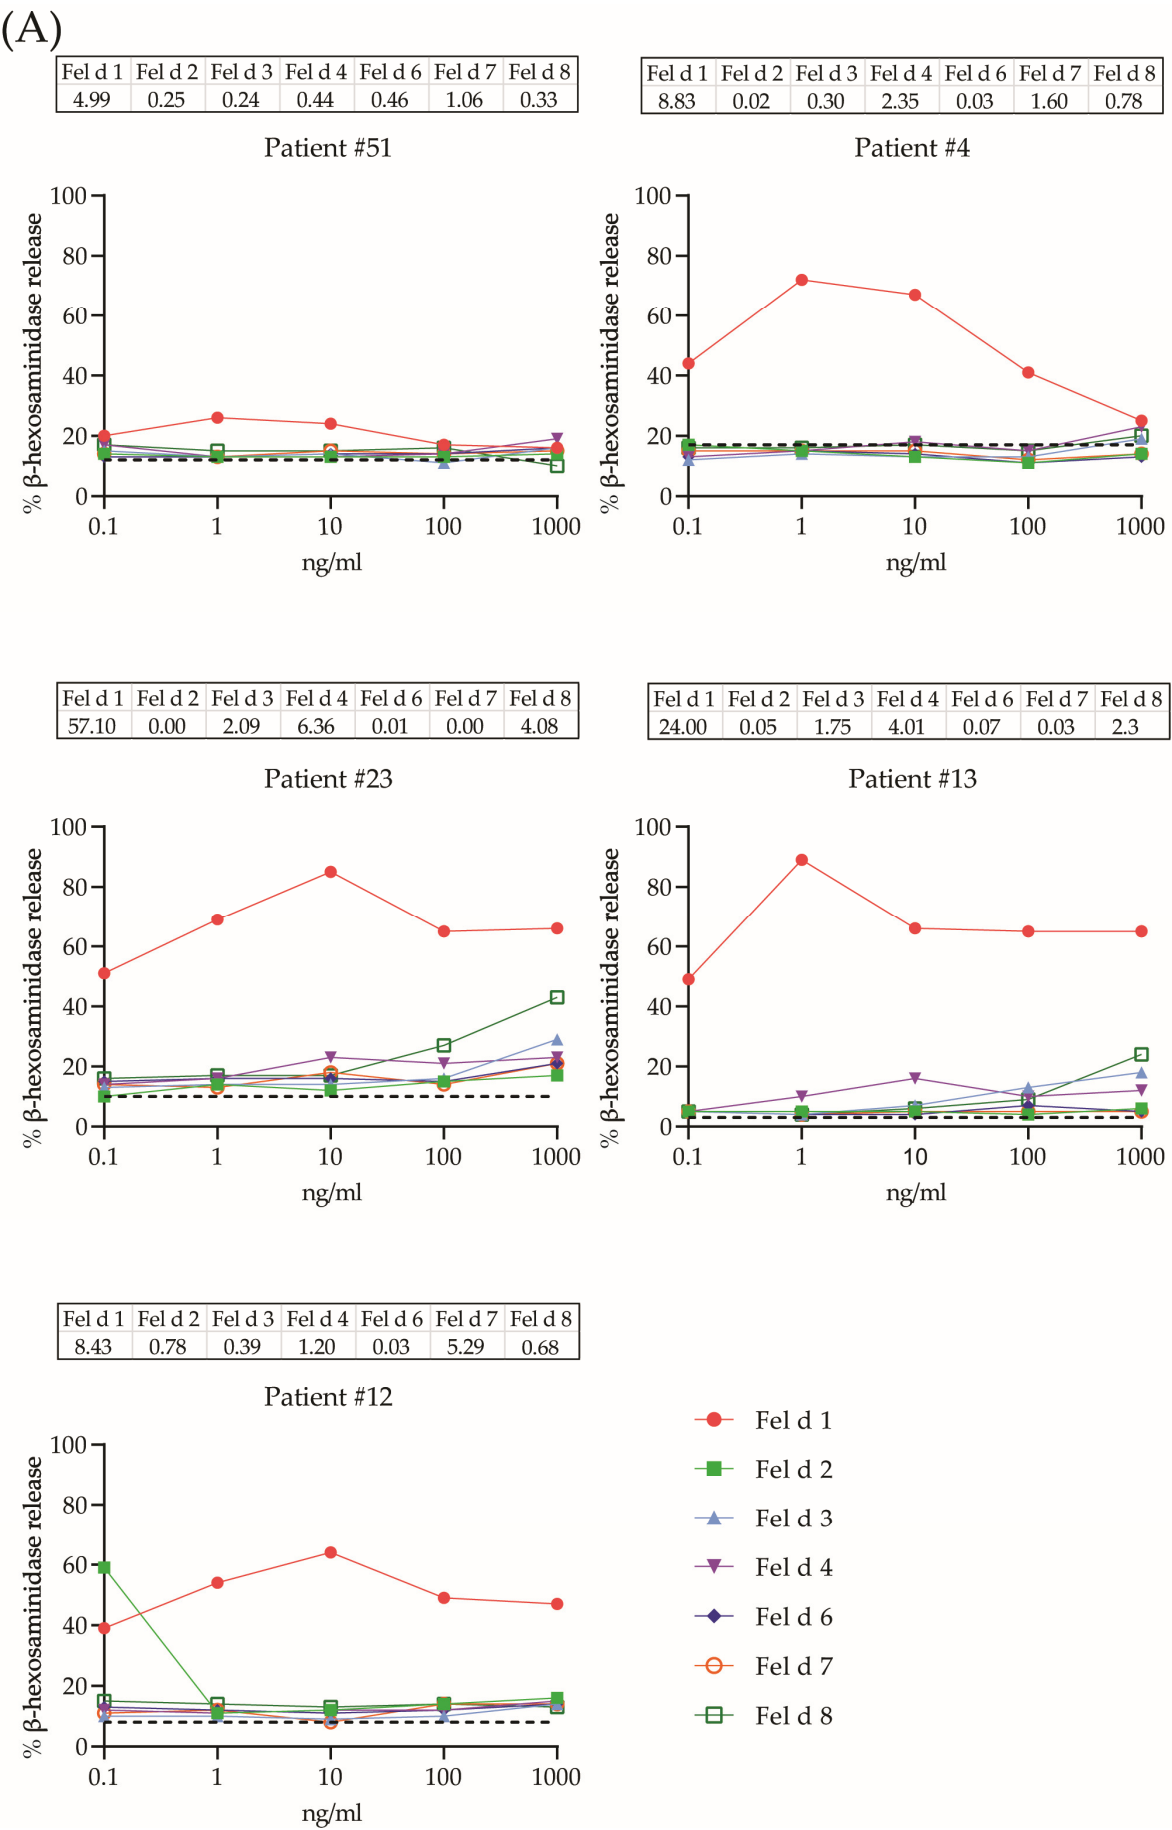 (A)
Fel d 1 Fel d 2 Fel d 3 Fel d 4 Fel d 6 Fel d 7 Fel d 8
4.99 0.25 0.24 0.44 0.46 1.06 0.33
Patient #51
% β-hexosaminidase release
100
80
60
40
20
0
0.1 1 10 100 1000
ng/ml
Fel d 1 Fel d 2 Fel d 3 Fel d 4 Fel d 6 Fel d 7 Fel d 8
8.83 0.02 0.30 2.35 0.03 1.60 0.78
Patient #4
% β-hexosaminidase release
100
80
60
40
20
0
0.1 1 10 100 1000
ng/ml
Fel d 1 Fel d 2 Fel d 3 Fel d 4 Fel d 6 Fel d 7 Fel d 8
57.10 0.00 2.09 6.36 0.01 0.00 4.08
Patient #23
% β-hexosaminidase release
100
80
60
40
20
0
0.1 1 10 100 1000
ng/ml
Fel d 1 Fel d 2 Fel d 3 Fel d 4 Fel d 6 Fel d 7 Fel d 8
24.00 0.05 1.75 4.01 0.07 0.03 2.3
Patient #13
% β-hexosaminidase release
100
80
60
40
20
0
0.1 1 10 100 1000
ng/ml
Fel d 1 Fel d 2 Fel d 3 Fel d 4 Fel d 6 Fel d 7 Fel d 8
8.43 0.78 0.39 1.20 0.03 5.29 0.68
Patient #12
% β-hexosaminidase release
100
80
60
40
20
0
0.1 1 10 100 1000
ng/ml
Fel d 1
Fel d 2
Fel d 3
Fel d 4
Fel d 6
Fel d 7
Fel d 8